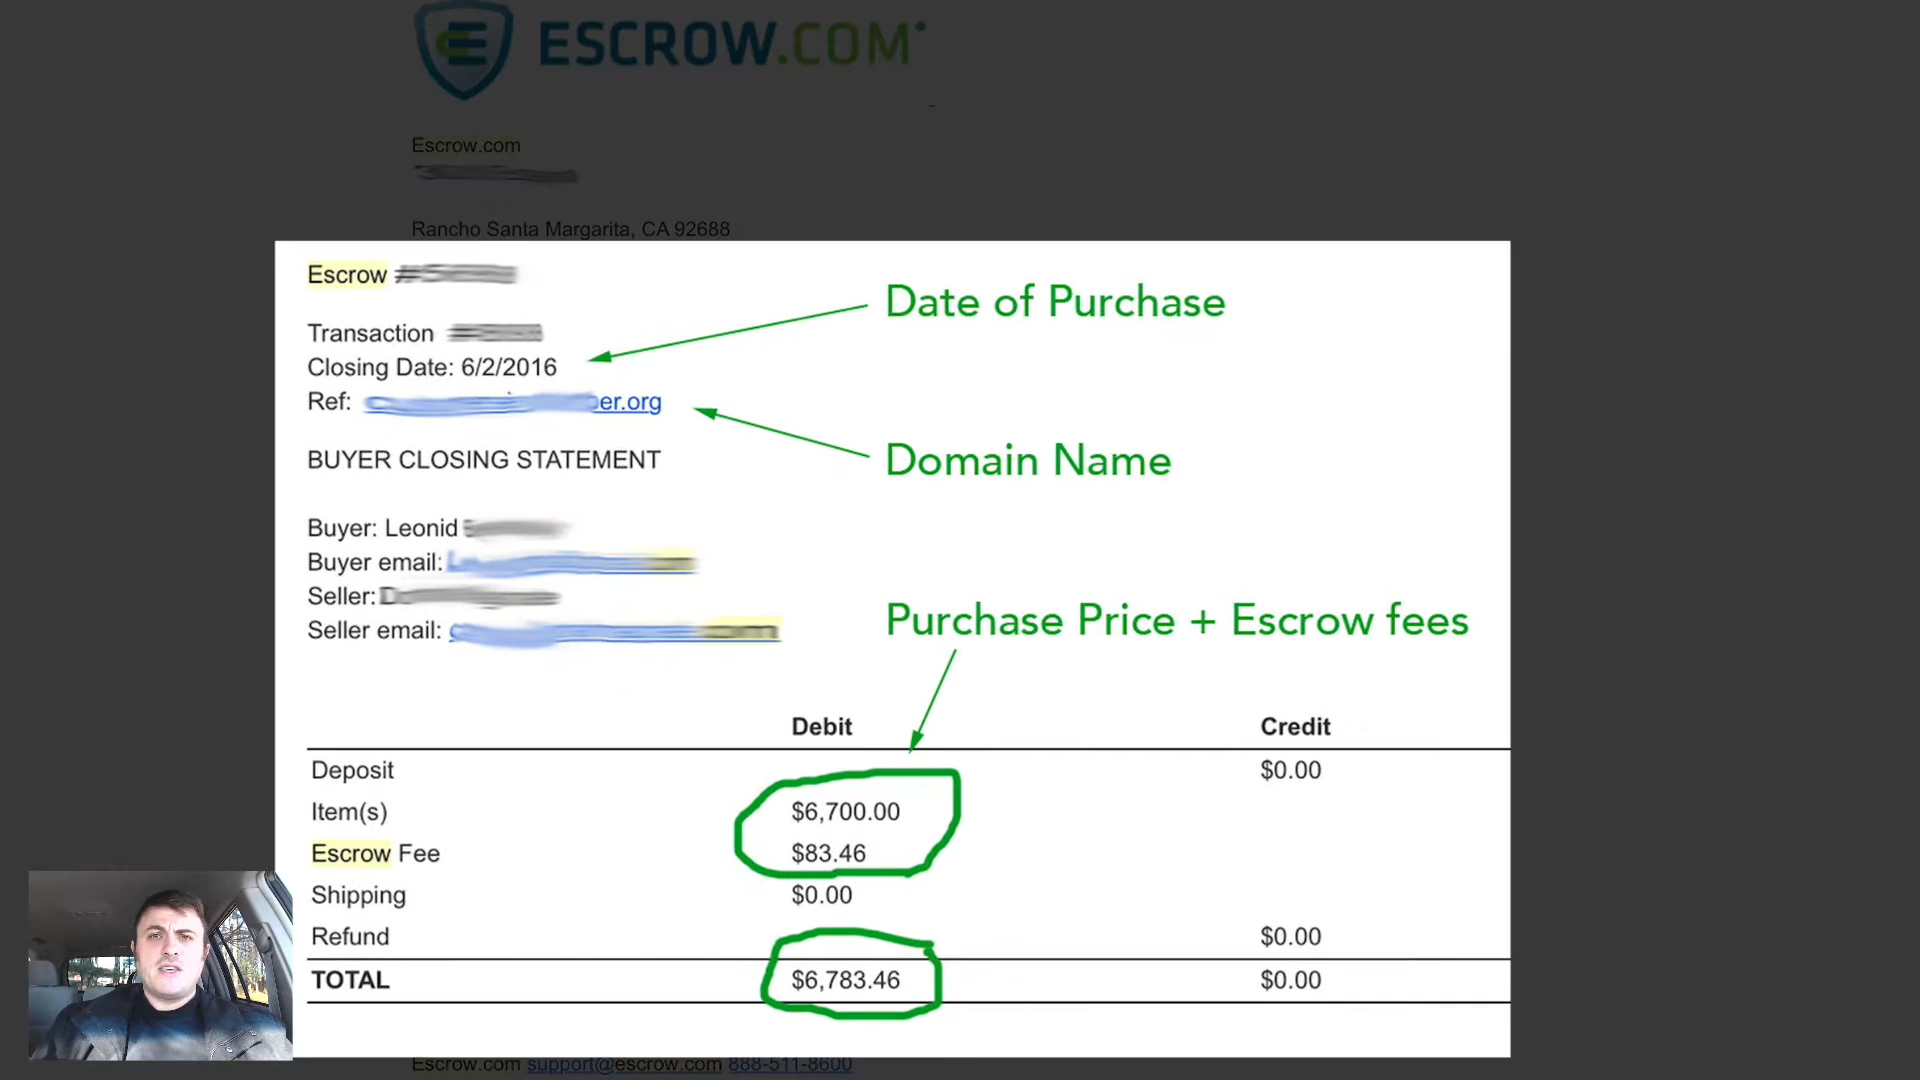 ESCROW.COM
Escrow.com
Rancho Santa Margarita, CA 92688
Escrow
Date of Purchase
Transaction
Closing Date: 6/2/2016
Ref: er.org
Domain Name
BUYER CLOSING STATEMENT
Buyer: Leonid
Buyer email:
Seller:
Seller email:
Purchase Price + Escrow fees
Debit Credit
Deposit $0.00
Item(s) $6,700.00
Escrow Fee $83.46
Shipping $0.00
Refund $0.00
TOTAL $6,783.46 $0.00
Escrow.com support@escrow.com 888-511-8600